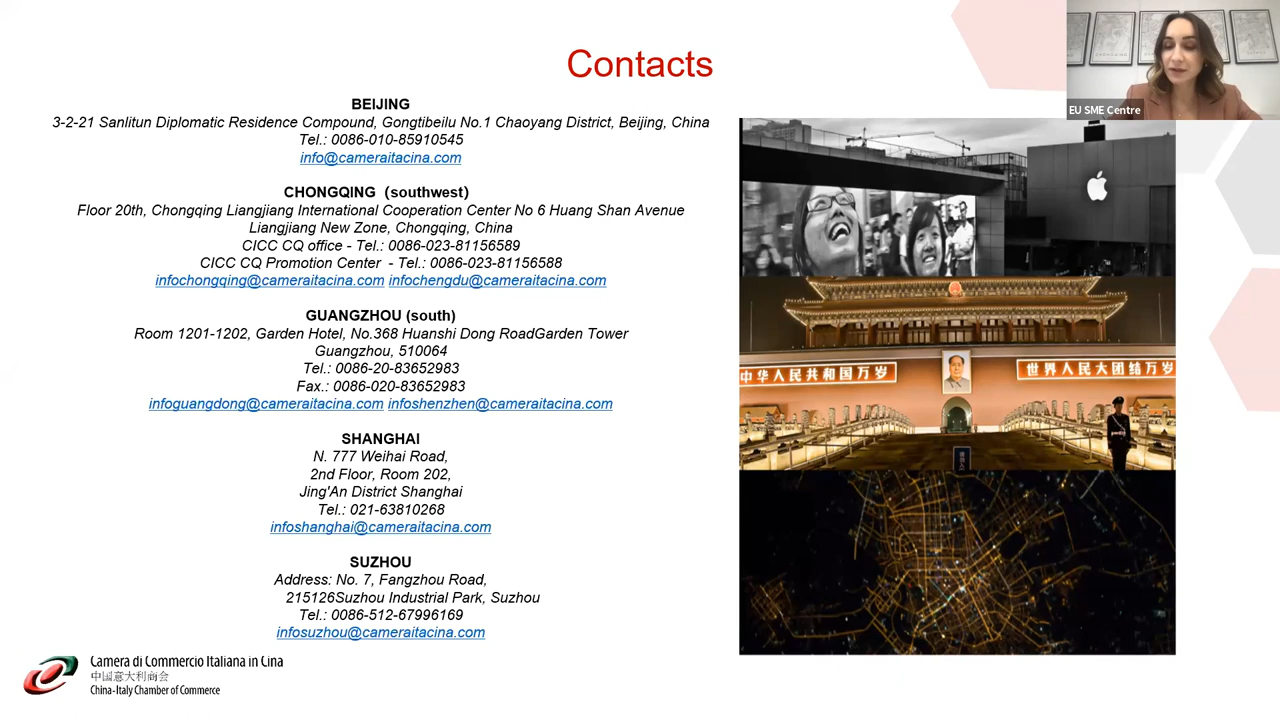 Contacts
EU SME Centre
BEIJING
3-2-21 Sanlitun Diplomatic Residence Compound, Gongtibeilu No.1 Chaoyang District, Beijing, China
Tel.: 0086-010-85910545
info@cameraitacina.com
CHONGQING（southwest)
Floor 20th, Chongqing Liangjiang International Cooperation Center No 6 Huang Shan Avenue
Liangjiang New Zone, Chongqing, China
CICC CQ office - Tel.: 0086-023-81156589
CICC CQ Promotion Center - Tel.: 0086-023-81156588
infochongqing@cameraitacina.com infochengdu@cameraitacina.com
GUANGZHOU (south)
Room 1201-1202, Garden Hotel, No.368 Huanshi Dong RoadGarden Tower
Guangzhou, 510064
Tel.: 0086-20-83652983
Fax.: 0086-020-83652983
infoguangdong@cameraitacina.com infoshenzhen@cameraitacina.com
SHANGHAI
N. 777 Weihai Road,
2nd Floor, Room 202,
Jing'An District Shanghai
Tel.: 021-63810268
infoshanghai@cameraitacina.com
SUZHOU
Address: No. 7, Fangzhou Road,
215126Suzhou Industrial Park, Suzhou
Tel.: 0086-512-67996169
infosuzhou@cameraitacina.com
中华人民共和国万岁
世界人民大团结万岁
Camera di Commercio Italiana in Cina
中国意大利商会
China-Italy Chamber of Commerce